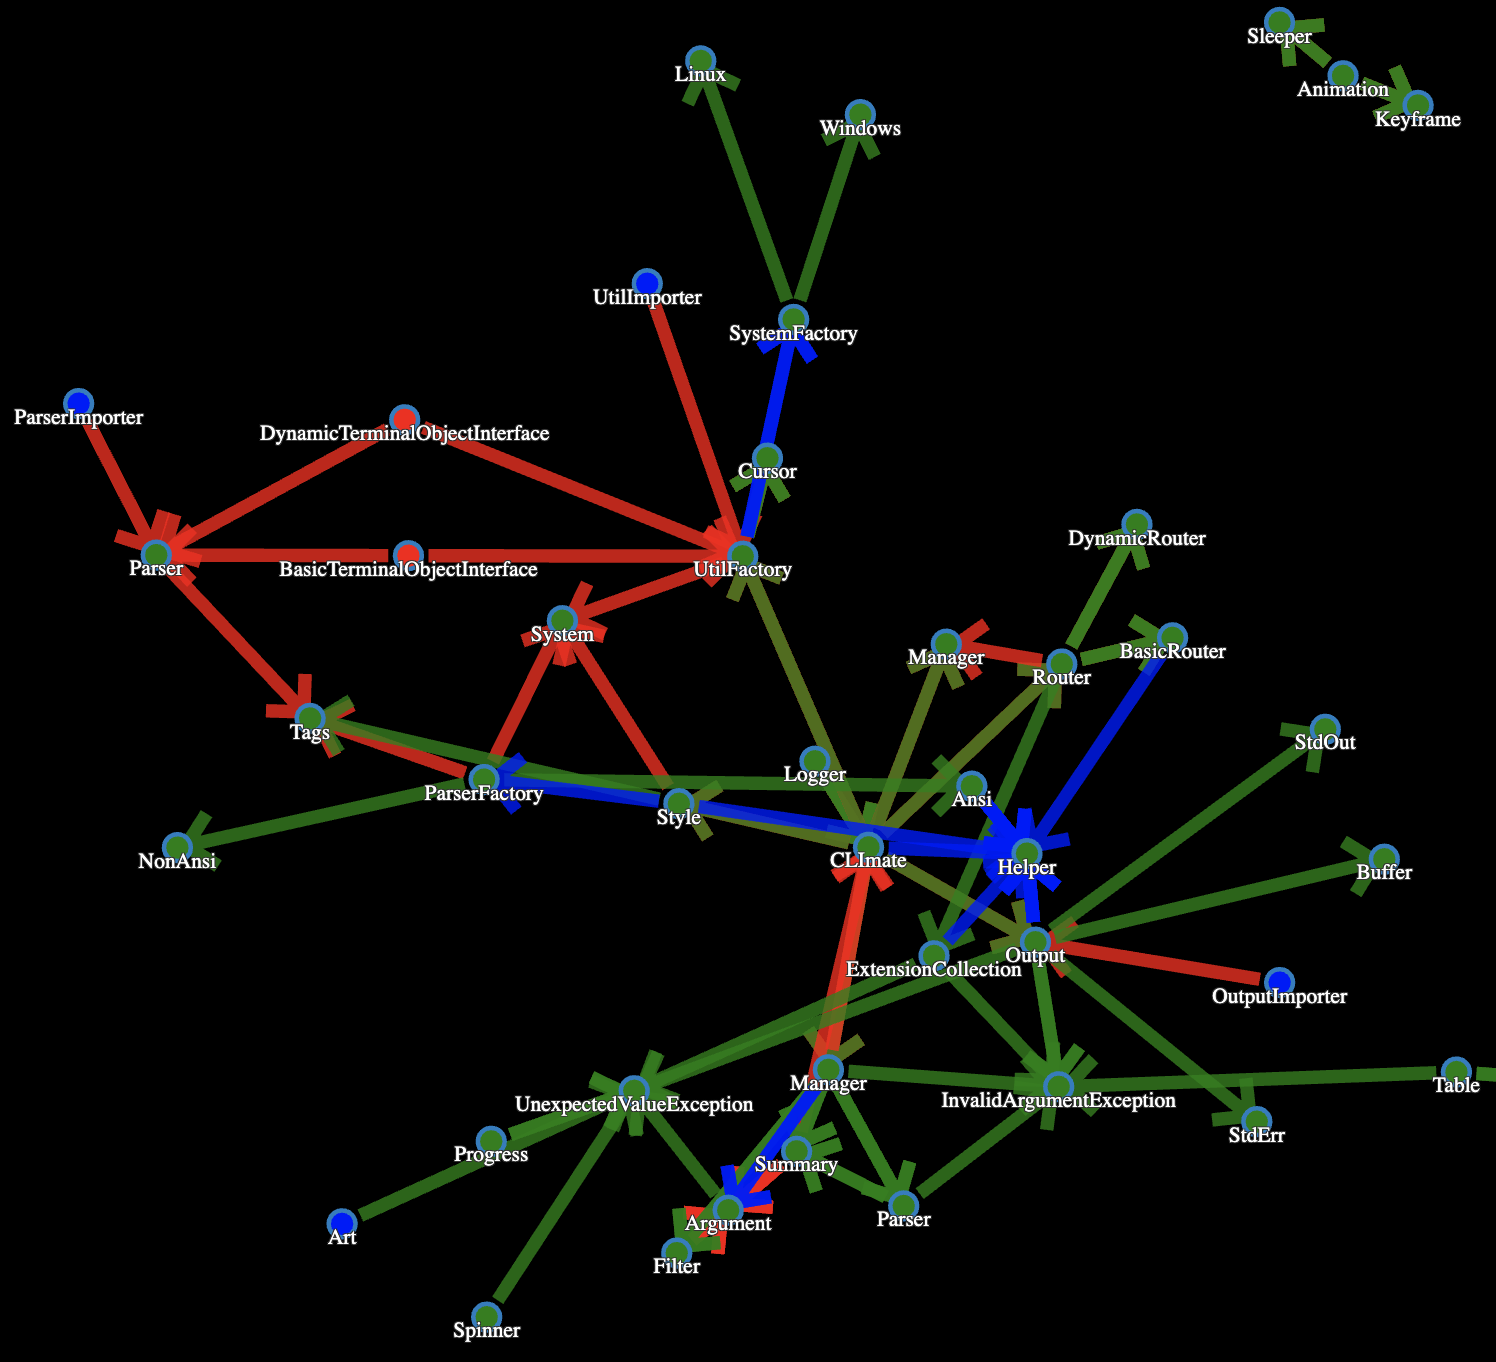 Sleeper
Linux
Animation
Keyframe
Windows
UtilImporter
SystemFactory
ParserImporter
DynamicTerminalObjectInterface
Cursor
DynamicRouter
Parser
BasicTerminalObjectInterface
UtilFactory
System
Manager
BasicRouter
Router
Tags
StdOut
Logger
ParserFactory
Ansi
Style
NonAnsi
CLImate
Helper
Buffer
ExtensionCollection
Output
OutputImporter
Manager
Table
UnexpectedValueException
InvalidArgumentException
StdErr
Progress
Summary
Argument
Parser
Art
Filter
Spinner